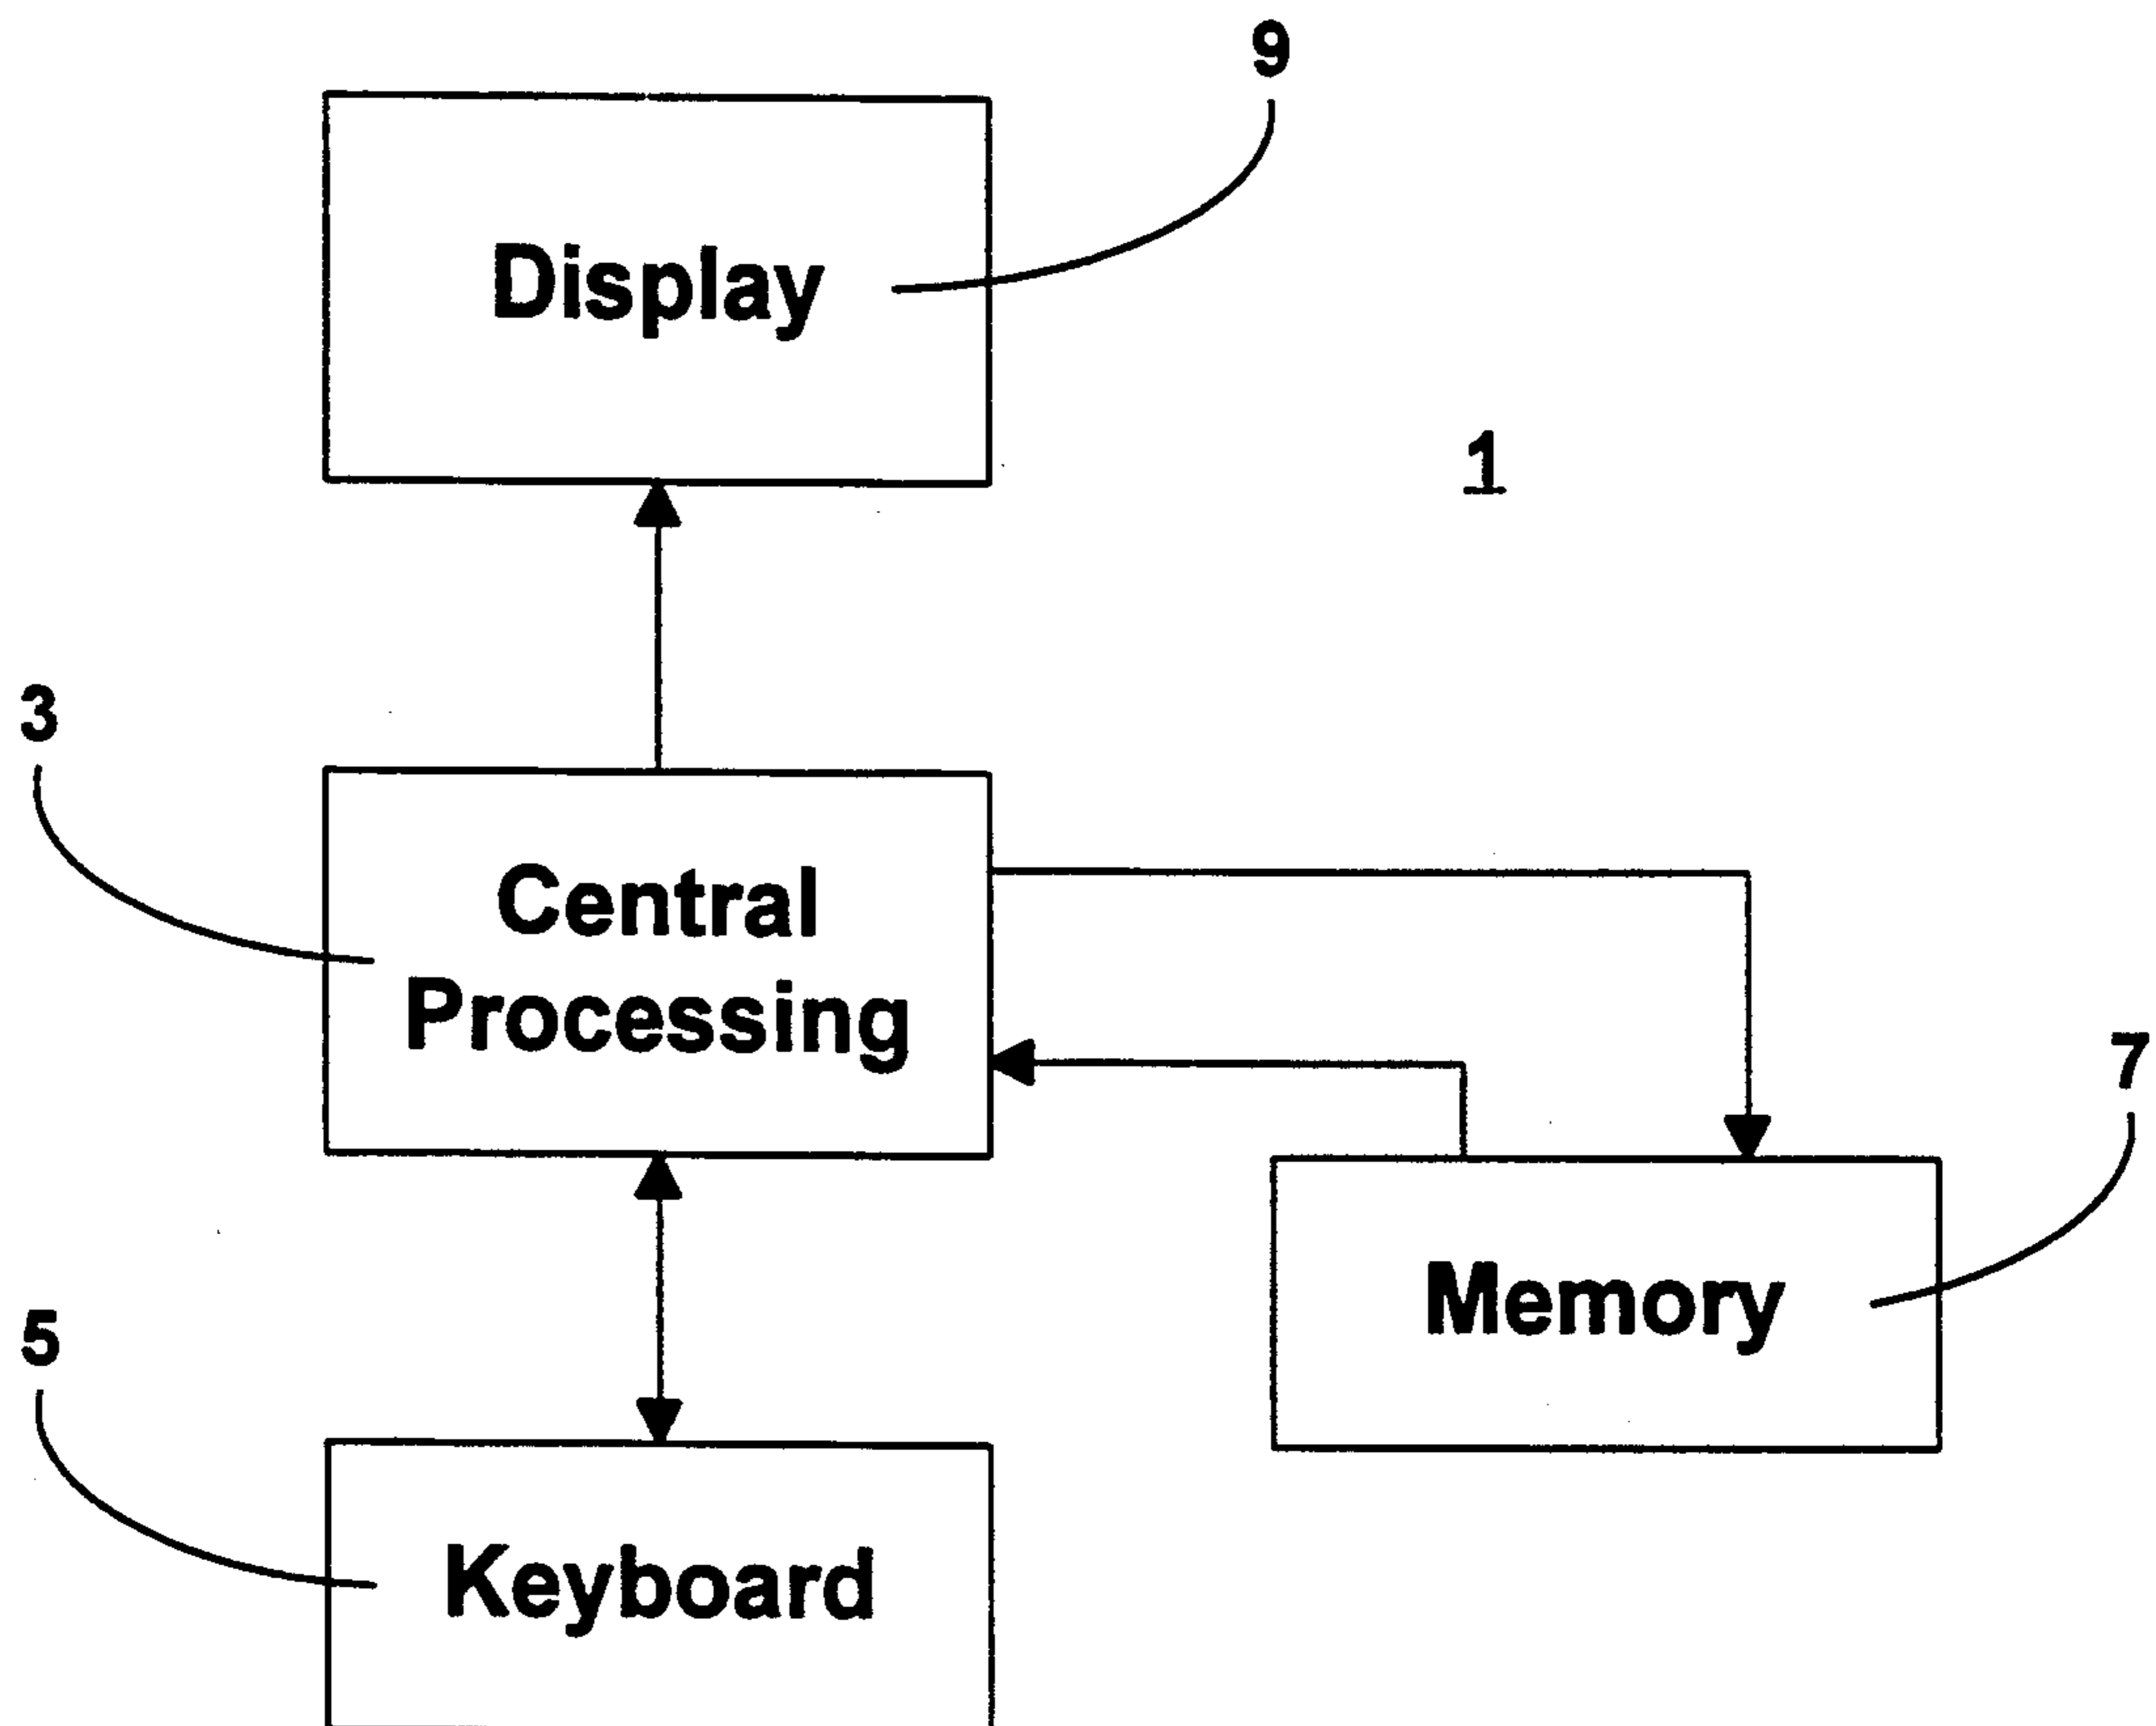 9
Display
1
3
Central
Processing
7
Memory
5
Keyboard